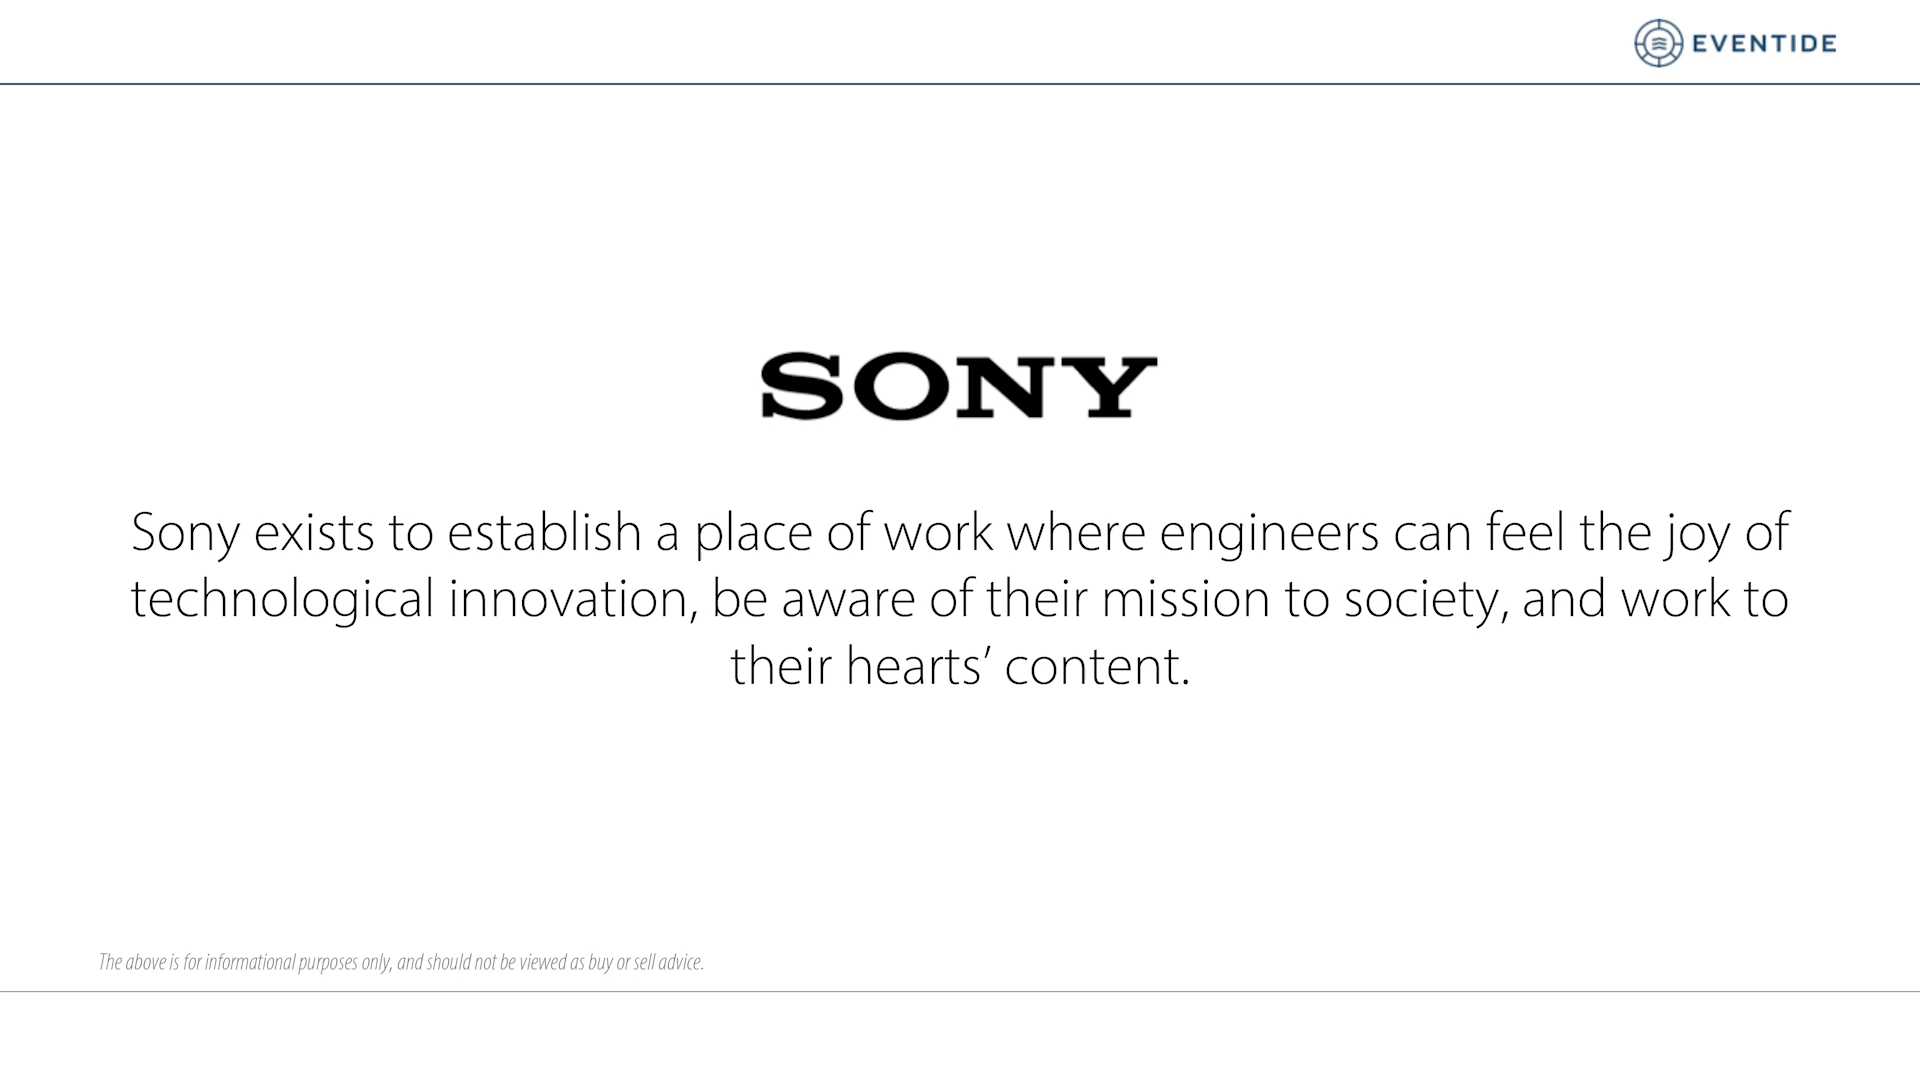 EVENTIDE
SONY
Sony exists to establish a place of work where engineers can feel the joy of
technological innovation, be aware of their mission to society, and work to
their hearts’ content.
The above is for informational purposes only, and should not be viewed as buy or sell advice.